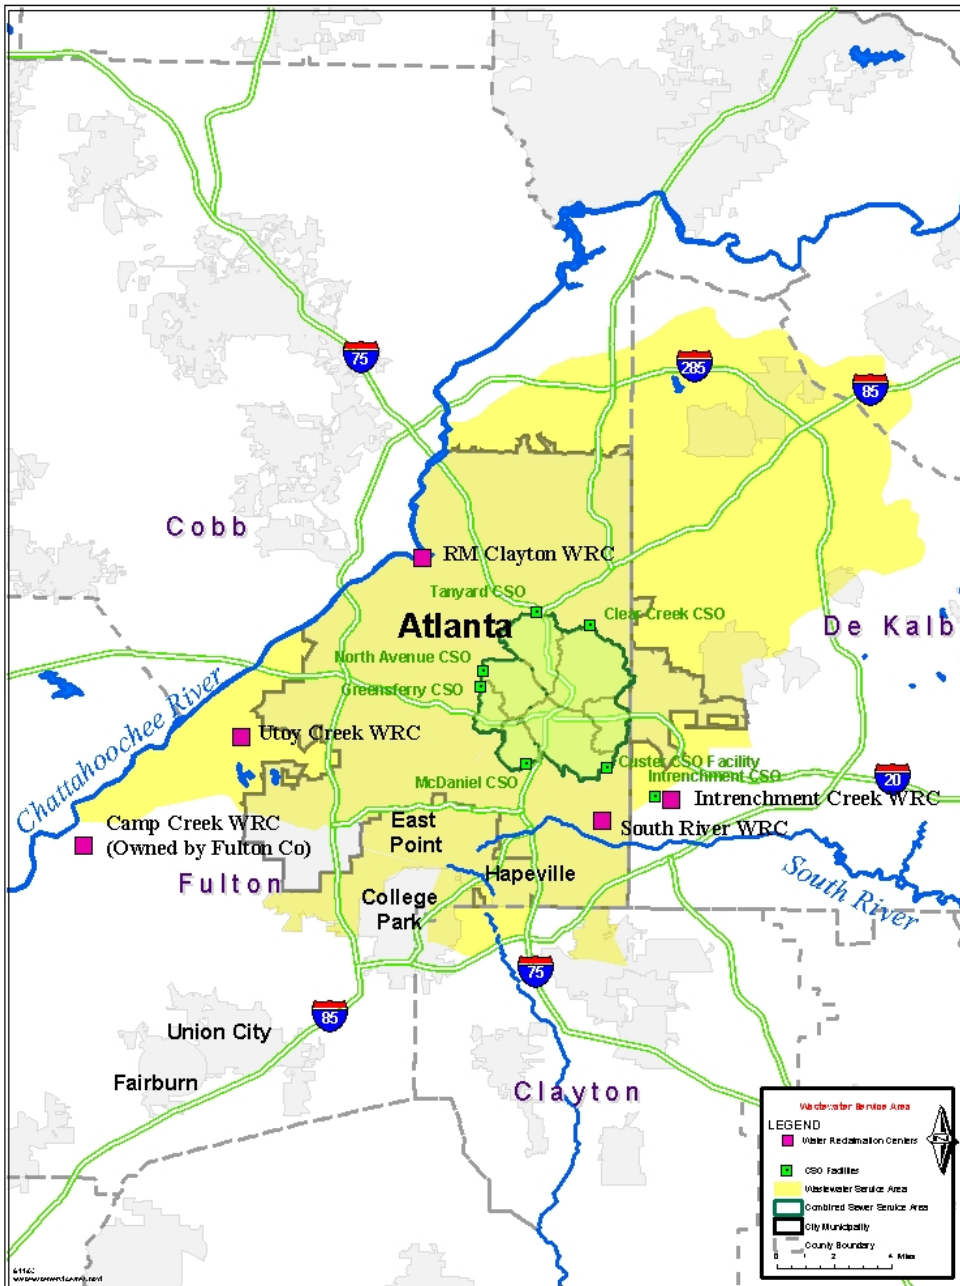 75
285
85
Cobb
RM Clayton WRC
Tanyard CSO
Clear Creek CSO
Atlanta
De Kalb
North Avenue CSO
Greensferry CSO
Chattahoochee River
Utoy Creek WRC
Custer CSO Facility
McDaniel CSO
Intrenchment CSO
20
Intrenchment Creek WRC
Camp Creek WRC
(Owned by Fulton Co)
East
Point
South River WRC
Fulton
Hapeville
South River
College
Park
75
85
Union City
Fairburn
Clayton
Wastewater Service Area
LEGEND
N
Water Reclamation Centers
CSO Facilities
Wastewater Service Area
Combined Sewer Service Area
City Municipality
County Boundary
0 2 4 Miles